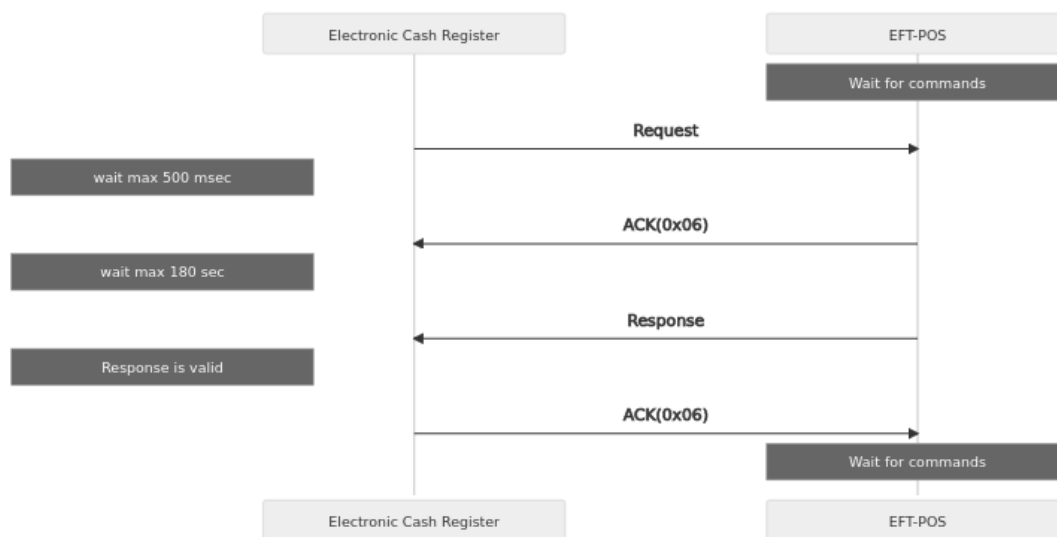 Electronic Cash Register
EFT-POS
Wait for commands
Request
wait max 500 msec
ACK(0x06)
wait max 180 sec
Response
Response is valid
ACK(0x06)
Wait for commands
Electronic Cash Register
EFT-POS